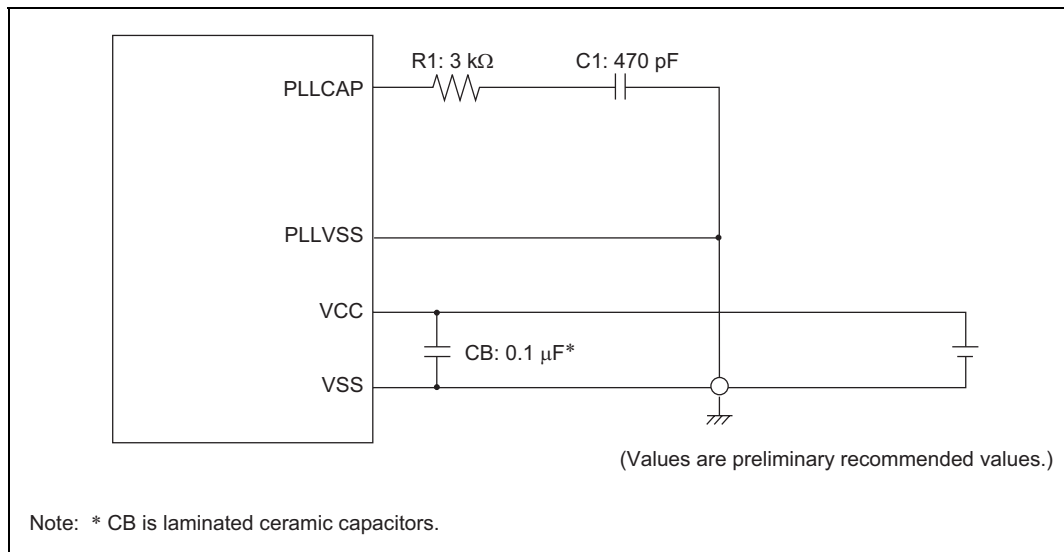 R1: 3 kΩ
C1: 470 pF
PLLCAP
PLLVSS
VCC
CB: 0.1 μF*
VSS
(Values are preliminary recommended values.)
Note: * CB is laminated ceramic capacitors.